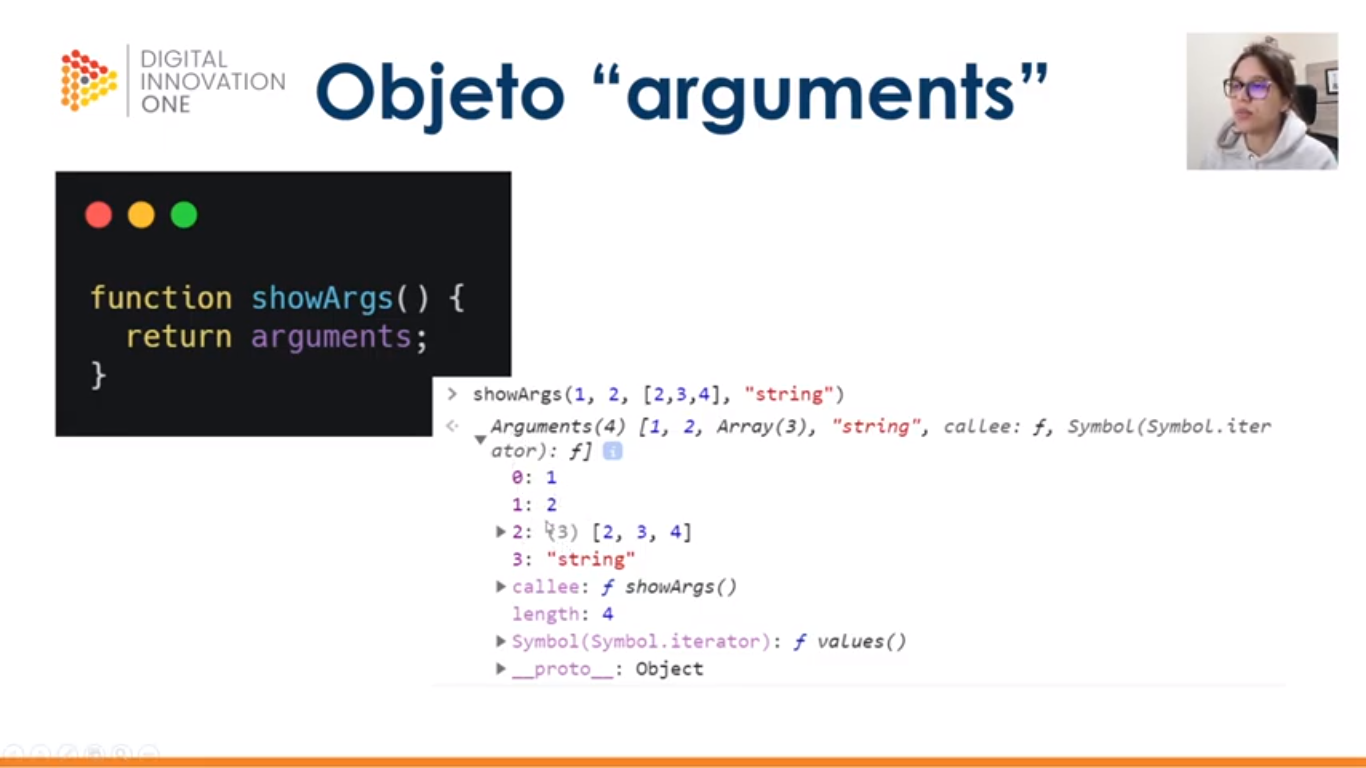 DIGITAL
INNOVATION
ONE
Objeto “arguments”
function showArgs() {
  return arguments;
}
> showArgs(1, 2, [2,3,4], "string")
Arguments(4) [1, 2, Array(3), "string", callee: ƒ, Symbol(Symbol.iter
ator): ƒ] i
0: 1
1: 2
2: (3) [2, 3, 4]
3: "string"
callee: ƒ showArgs()
length: 4
Symbol(Symbol.iterator): ƒ values()
__proto__: Object